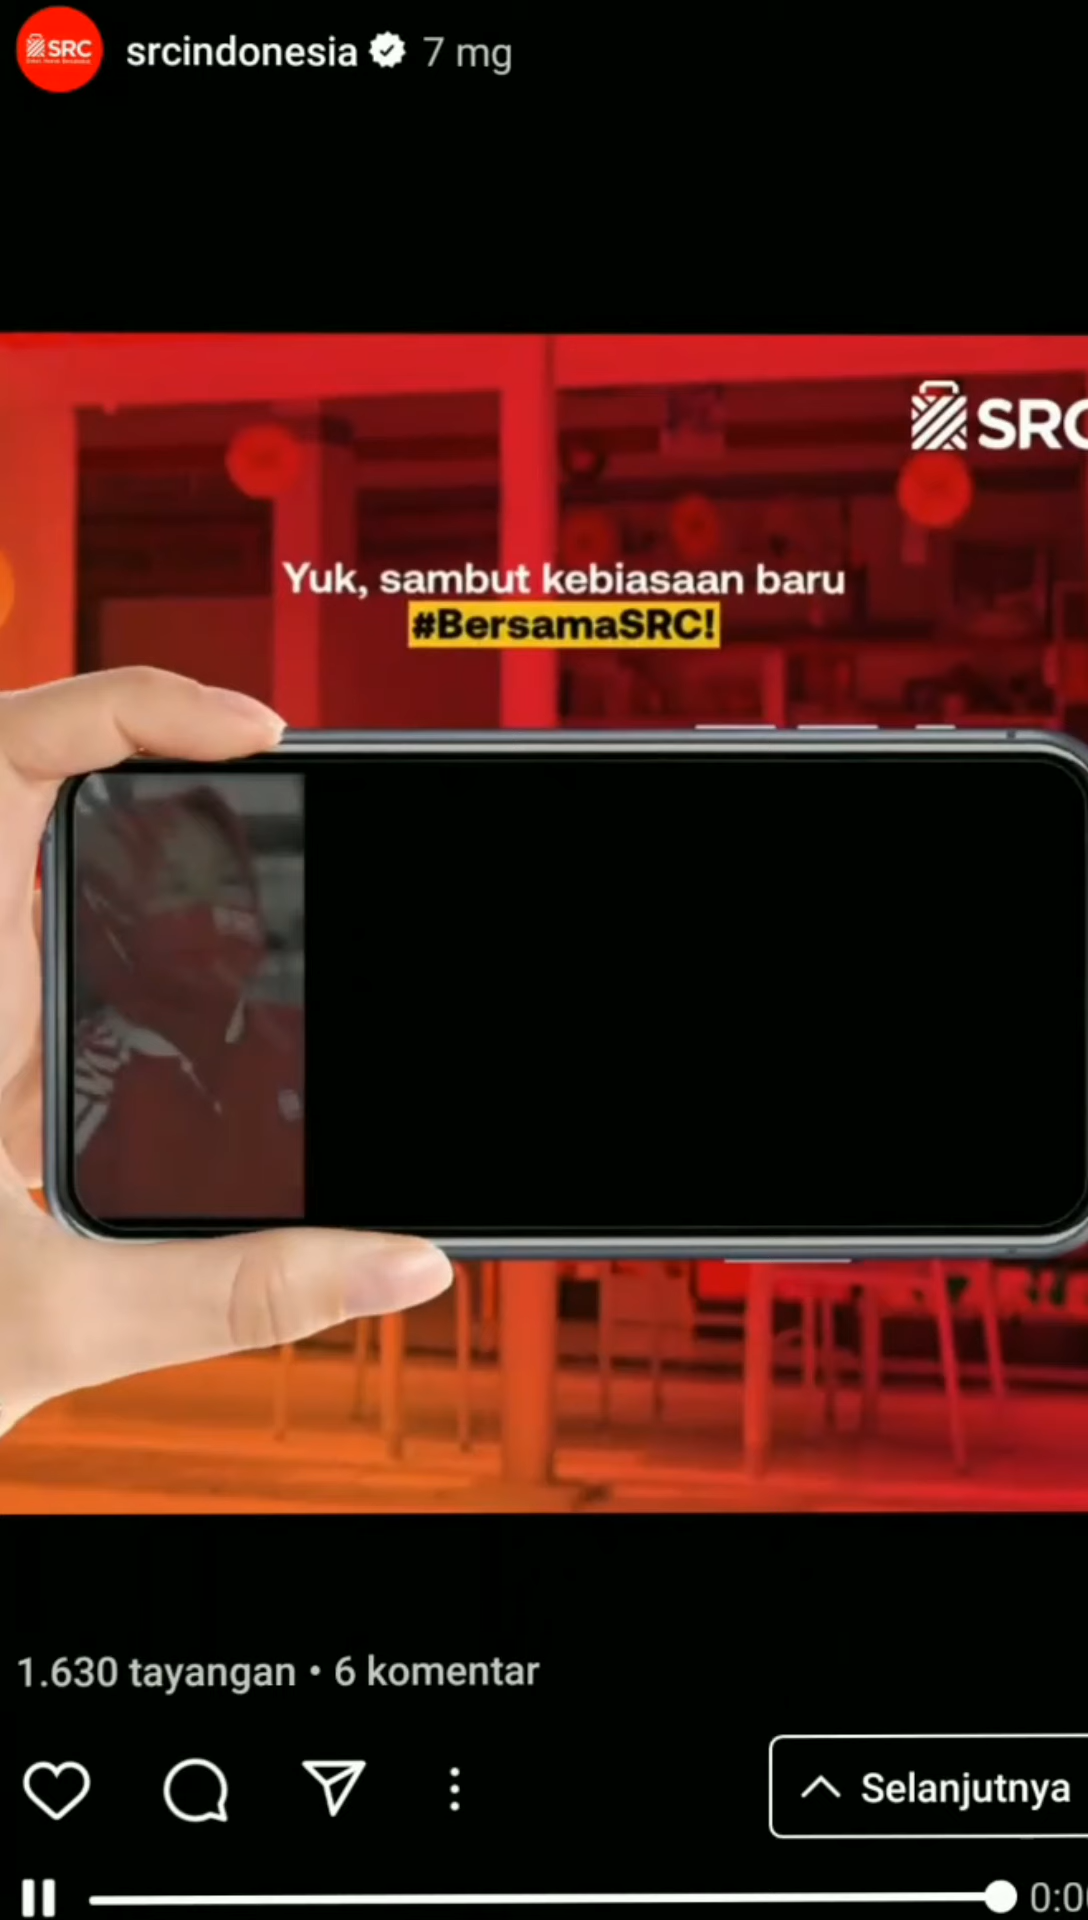 SRC
srcindonesia 7 mg
SRC
Yuk, sambut kebiasaan baru
#BersamaSRC!
1.630 tayangan • 6 komentar
Selanjutnya